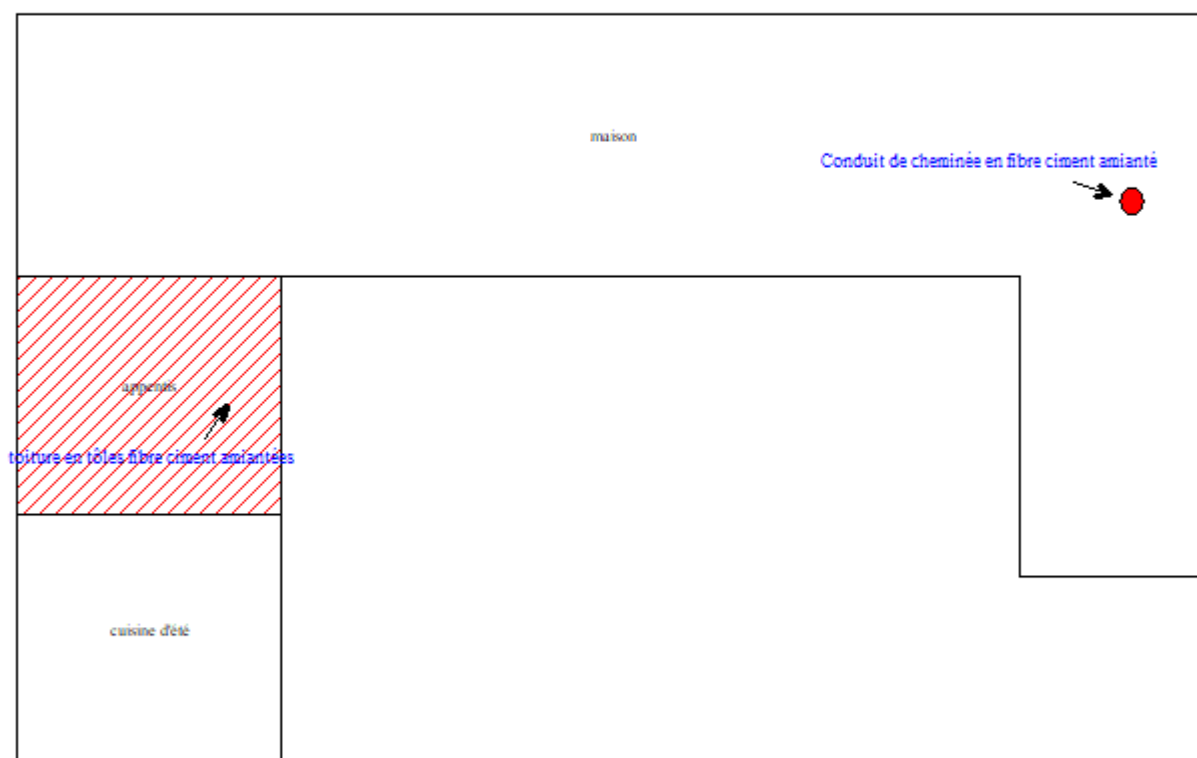 maison
Conduit de cheminée en fibre ciment amianté
appentis
toiture en tôles fibre ciment amiantées
cuisine d'été